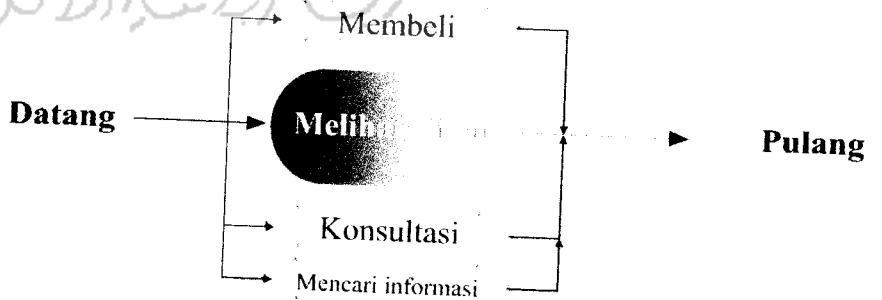 Membeli
Datang
Pulang
Konsultasi
Mencari informasi